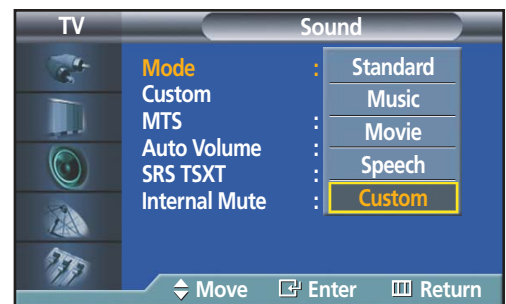 TV Sound
Mode : Standard
Custom Music
MTS : Movie
Auto Volume :
SRS TSXT : Speech
Internal Mute : Custom
Move Enter Return